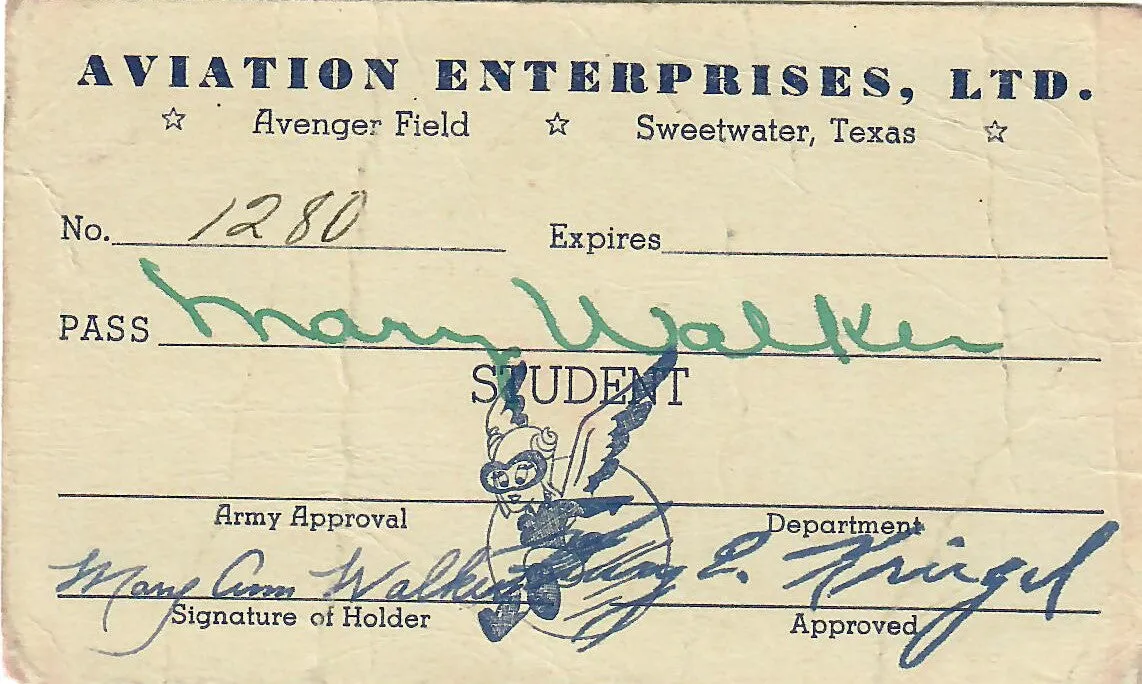 AVIATION ENTERPRISES, LTD.
☆ Avenger Field ☆ Sweetwater, Texas ☆
No. 1280 Expires
PASS Mary Walker
STUDENT
Army Approval Department
Mary Ann Walker E. Kriegel
Signature of Holder Approved